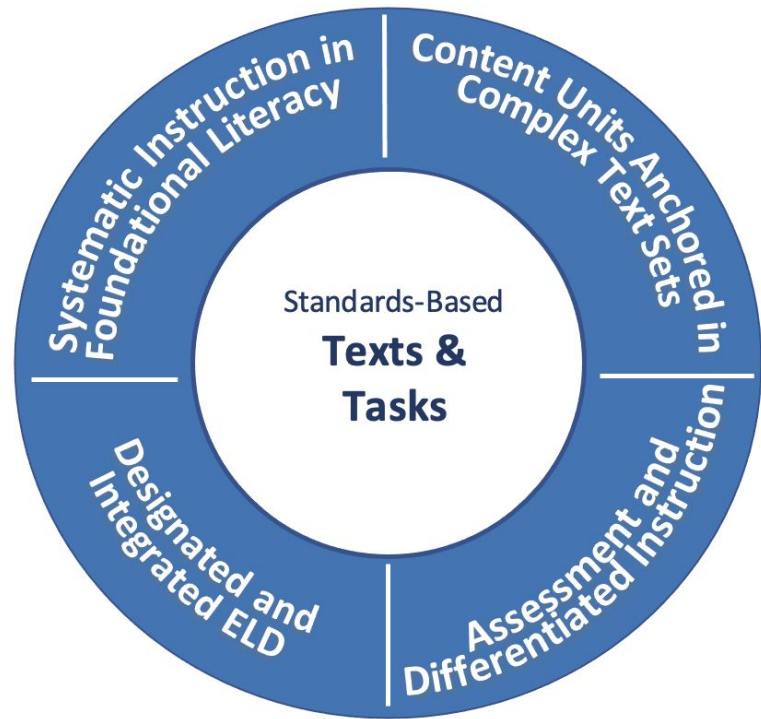 Systematic Instruction in
Foundational Literacy
Content Units Anchored in
Complex Text Sets
Standards-Based
Texts &
Tasks
Designated and
Integrated ELD
Assessment and
Differentiated Instruction